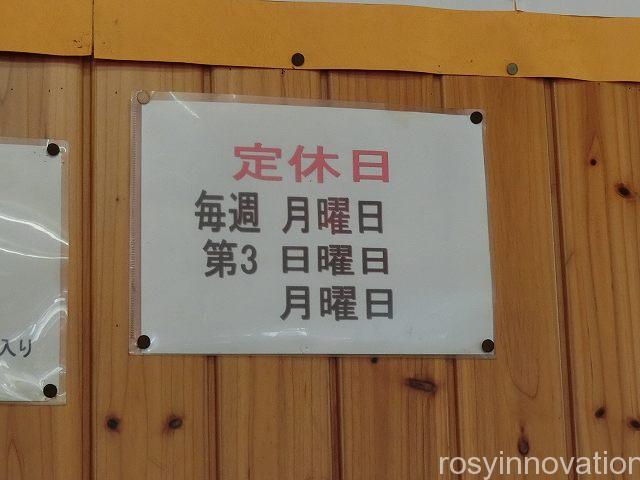 定休日
毎週 月曜日
第3 日曜日
月曜日
入り
rosyinnovation